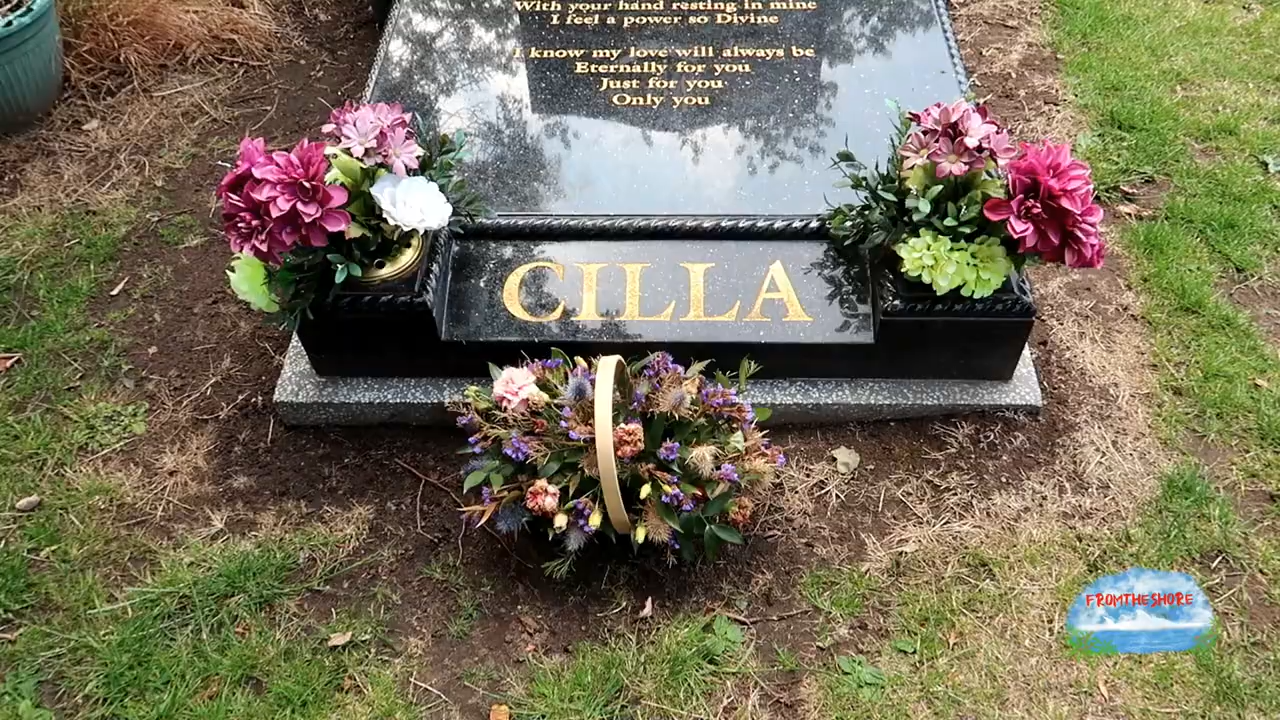 With your hand resting in mine
I feel a power so Divine
I know my love will always be
Eternally for you
Just for you
Only you
CILLA
FROMTHESHORE